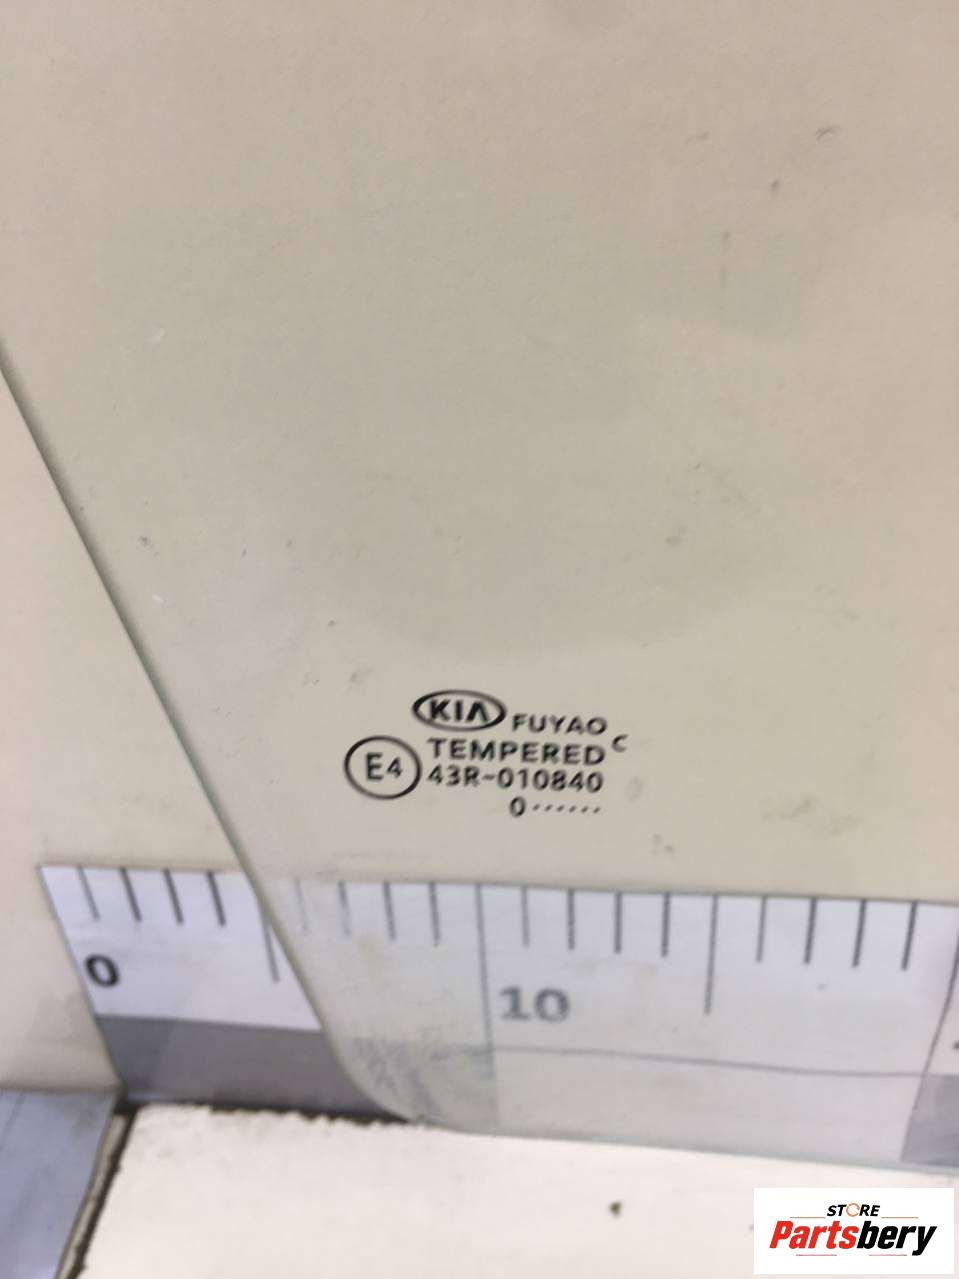 KIA FUYAO
TEMPERED C
E4 43R-010840
0······
0
10
STORE
Partsbery